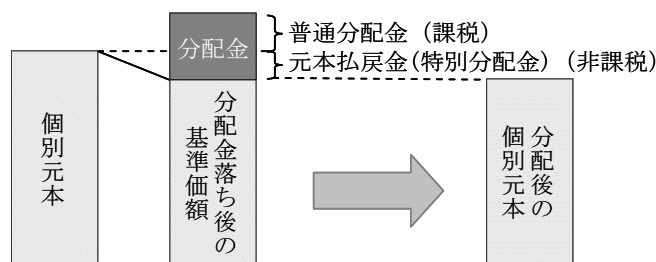 分配金
普通分配金（課税）
元本払戻金(特別分配金)（非課税）
個別元本
分配金落ち後の
基準価額
分配後の
個別元本